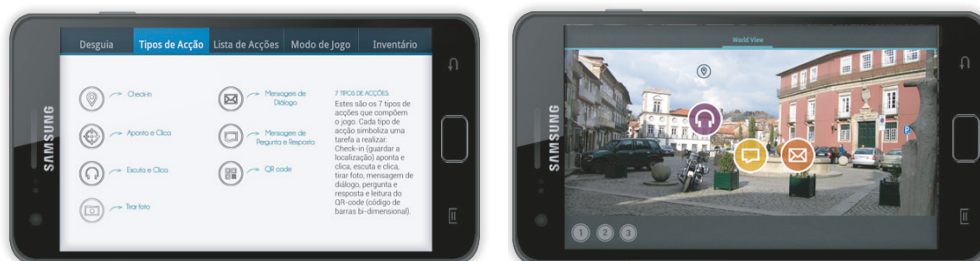 SAMSUNG
Desguia
Tipos de Acção
Lista de Acções
Modo de Jogo
Inventário
Check-in
Aponta e Clica
Escuta e Clica
Tirar foto
Mensagem de
Diálogo
Mensagem de
Pergunta e Resposta
QR code
7 TIPOS DE ACÇÕES:
Estes são os 7 tipos de
acções que compõem
o jogo. Cada tipo de
acção simboliza uma
tarefa a realizar:
Check-in (guardar a
localização) aponta e
clica, escuta e clica,
tirar foto, mensagem de
diálogo, pergunta e
resposta e leitura do
QR-code (código de
barras bi-dimensional).
SAMSUNG
World View
P
1
2
3